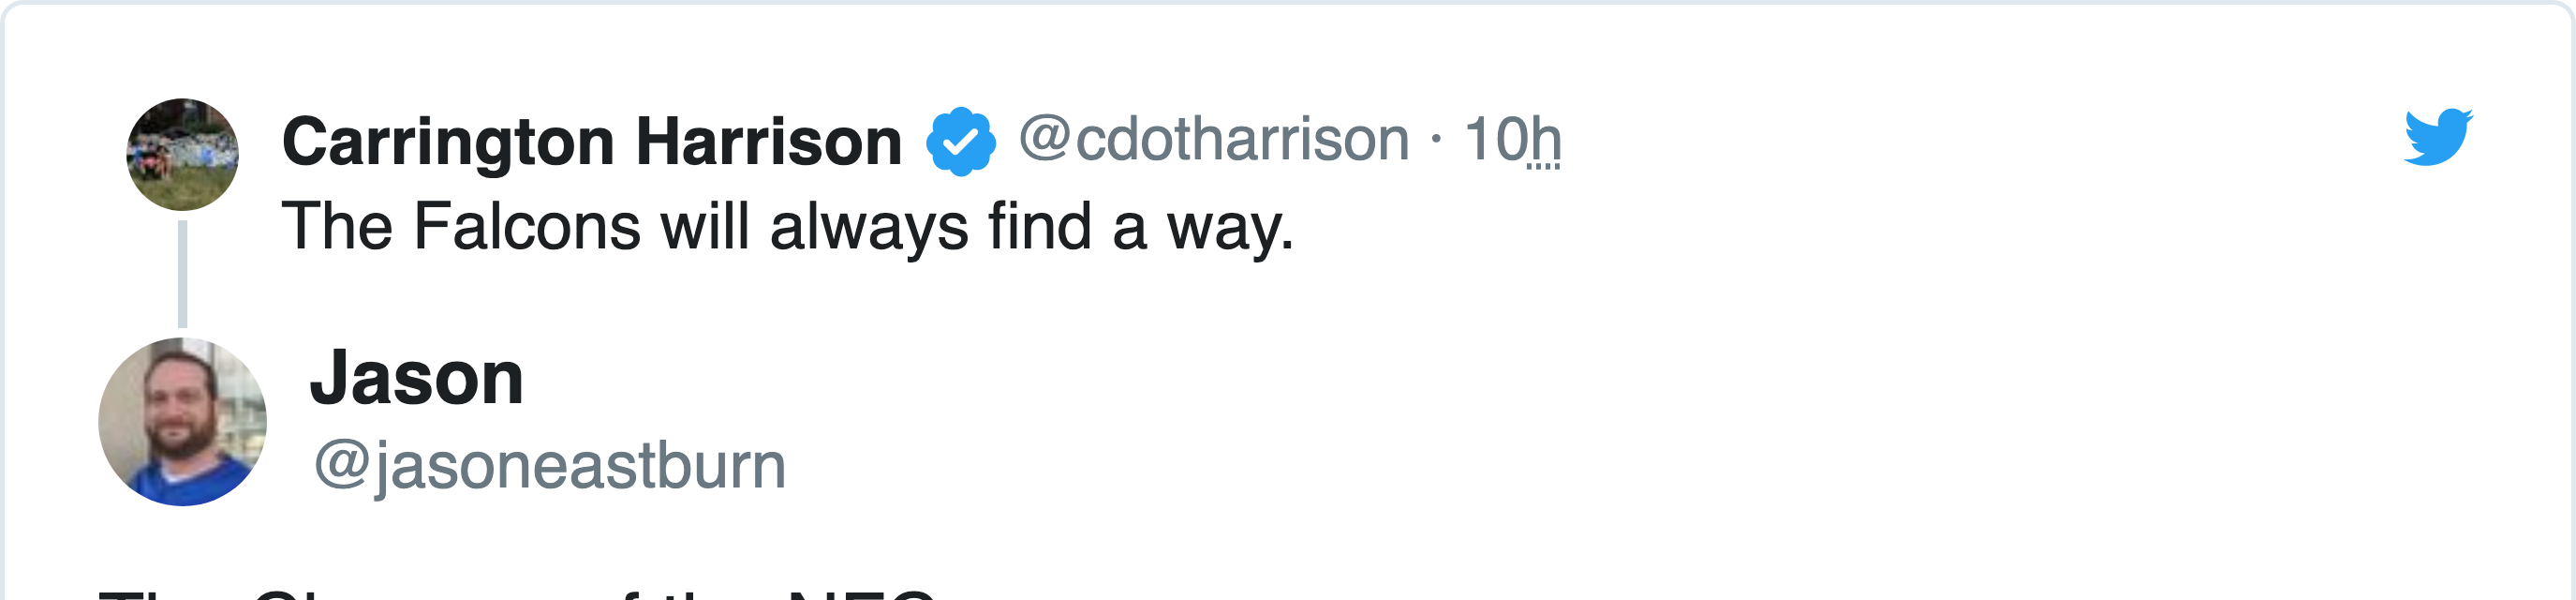 Carrington Harrison @cdotharrison · 10h
The Falcons will always find a way.
Jason
@jasoneastburn